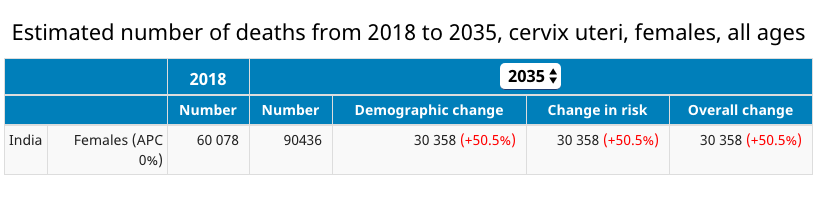 Estimated number of deaths from 2018 to 2035, cervix uteri, females, all ages
2018 2035
Number Number Demographic change Change in risk Overall change
India Females (APC 60 078 90436 30 358 (+50.5%) 30 358 (+50.5%) 30 358 (+50.5%)
0%)